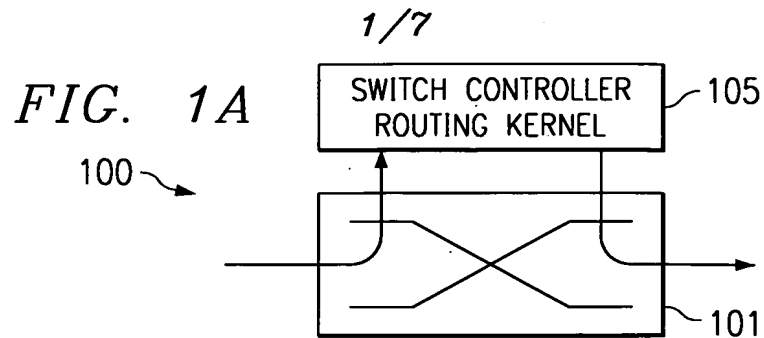 1/7
FIG. 1A
SWITCH CONTROLLER
ROUTING KERNEL
105
100
101